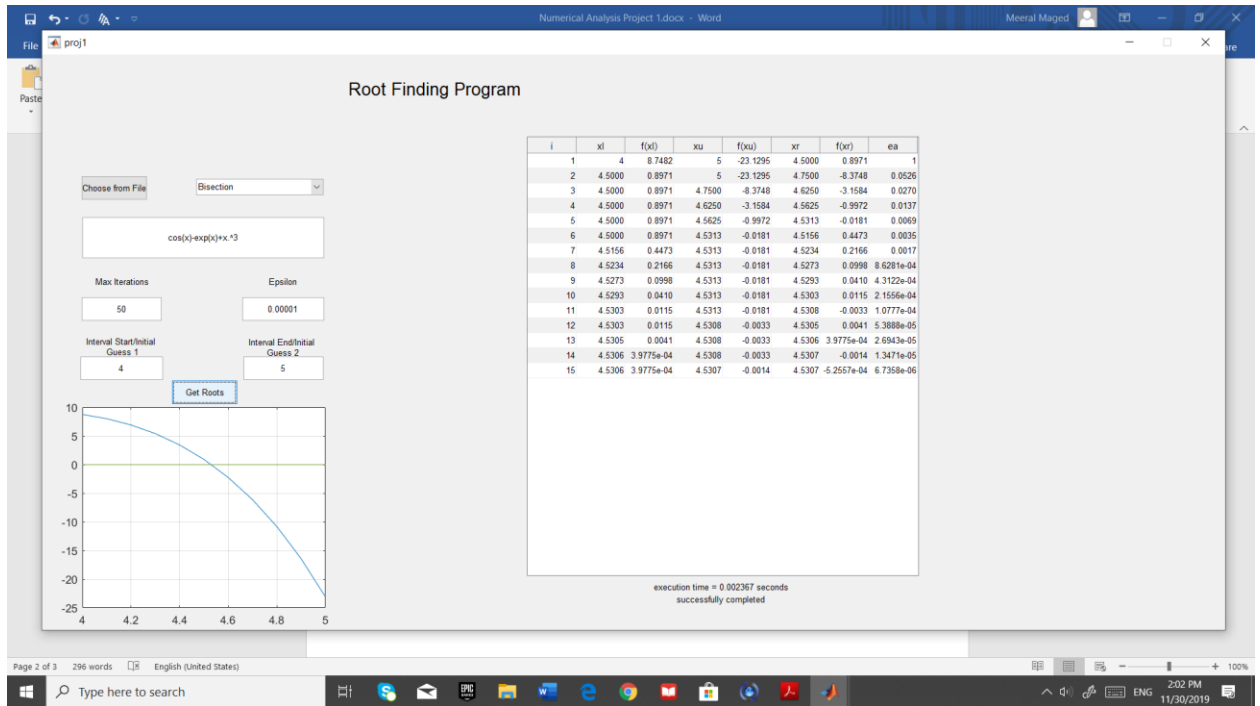 Numerical Analysis Project 1.docx - Word
Meeral Maged
File
proj1
are
Paste
Root Finding Program
Choose from File
Bisection
cos(x)-exp(x)+x.^3
Max Iterations Epsilon
50 0.00001
Interval Start/Initial Guess 1 Interval End/Initial Guess 2
4 5
Get Roots
10
5
0
-5
-10
-15
-20
-25
4 4.2 4.4 4.6 4.8 5
i xl f(xl) xu f(xu) xr f(xr) ea
1 4 8.7482 5 -23.1295 4.5000 0.8971 1
2 4.5000 0.8971 5 -23.1295 4.7500 -8.3748 0.0526
3 4.5000 0.8971 4.7500 -8.3748 4.6250 -3.1584 0.0270
4 4.5000 0.8971 4.6250 -3.1584 4.5625 -0.9972 0.0137
5 4.5000 0.8971 4.5625 -0.9972 4.5313 -0.0181 0.0069
6 4.5000 0.8971 4.5313 -0.0181 4.5156 0.4473 0.0035
7 4.5156 0.4473 4.5313 -0.0181 4.5234 0.2166 0.0017
8 4.5234 0.2166 4.5313 -0.0181 4.5273 0.0998 8.6281e-04
9 4.5273 0.0998 4.5313 -0.0181 4.5293 0.0410 4.3122e-04
10 4.5293 0.0410 4.5313 -0.0181 4.5303 0.0115 2.1556e-04
11 4.5303 0.0115 4.5313 -0.0181 4.5308 -0.0033 1.0777e-04
12 4.5303 0.0115 4.5308 -0.0033 4.5305 0.0041 5.3888e-05
13 4.5305 0.0041 4.5308 -0.0033 4.5306 3.9775e-04 2.6943e-05
14 4.5306 3.9775e-04 4.5308 -0.0033 4.5307 -0.0014 1.3471e-05
15 4.5306 3.9775e-04 4.5307 -0.0014 4.5307 -5.2557e-04 6.7358e-06
execution time = 0.002367 seconds
successfully completed
Page 2 of 3 296 words English (United States) 100%
Type here to search
EPIC
ENG
2:02 PM
11/30/2019